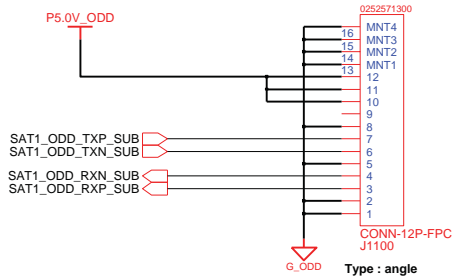 0252571300
P5.0V_ODD
MNT4
16
MNT3
15
MNT2
14
MNT1
13
12
11
10
9
8
SAT1_ODD_TXP_SUB
7
SAT1_ODD_TXN_SUB
6
5
SAT1_ODD_RXN_SUB
4
SAT1_ODD_RXP_SUB
3
2
1
CONN-12P-FPC
J1100
G_ODD
Type : angle